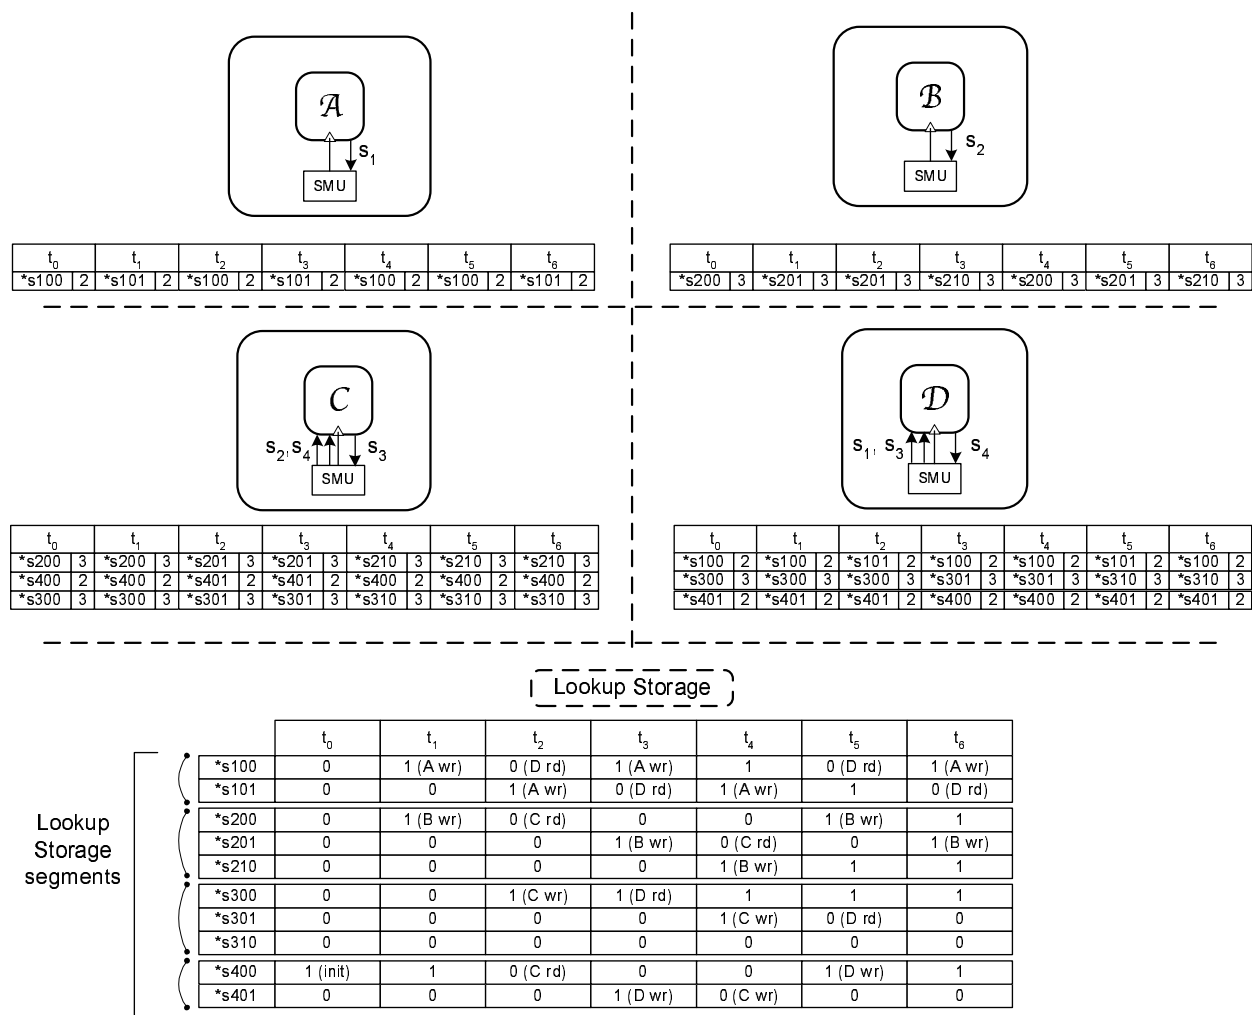 A
s1
SMU
B
s2
SMU
t0 t1 t2 t3 t4 t5 t6
*s100 2 *s101 2 *s100 2 *s101 2 *s100 2 *s100 2 *s101 2
t0 t1 t2 t3 t4 t5 t6
*s200 3 *s201 3 *s201 3 *s210 3 *s200 3 *s201 3 *s210 3
C
s2, s4 s3
SMU
D
s1, s3 s4
SMU
t0 t1 t2 t3 t4 t5 t6
*s200 3 *s200 3 *s201 3 *s201 3 *s210 3 *s210 3 *s210 3
*s400 2 *s400 2 *s401 2 *s401 2 *s400 2 *s400 2 *s400 2
*s300 3 *s300 3 *s301 3 *s301 3 *s310 3 *s310 3 *s310 3
t0 t1 t2 t3 t4 t5 t6
*s100 2 *s100 2 *s101 2 *s100 2 *s100 2 *s101 2 *s100 2
*s300 3 *s300 3 *s300 3 *s301 3 *s301 3 *s310 3 *s310 3
*s401 2 *s401 2 *s401 2 *s400 2 *s400 2 *s401 2 *s401 2
Lookup Storage
t0 t1 t2 t3 t4 t5 t6
*s100 0 1 (A wr) 0 (D rd) 1 (A wr) 1 0 (D rd) 1 (A wr)
*s101 0 0 1 (A wr) 0 (D rd) 1 (A wr) 1 0 (D rd)
*s200 0 1 (B wr) 0 (C rd) 0 0 1 (B wr) 1
*s201 0 0 0 1 (B wr) 0 (C rd) 0 1 (B wr)
*s210 0 0 0 0 1 (B wr) 1 1
*s300 0 0 1 (C wr) 1 (D rd) 1 1 1
*s301 0 0 0 0 1 (C wr) 0 (D rd) 0
*s310 0 0 0 0 0 0 0
*s400 1 (init) 1 0 (C rd) 0 0 1 (D wr) 1
*s401 0 0 0 1 (D wr) 0 (C wr) 0 0
Lookup
Storage
segments